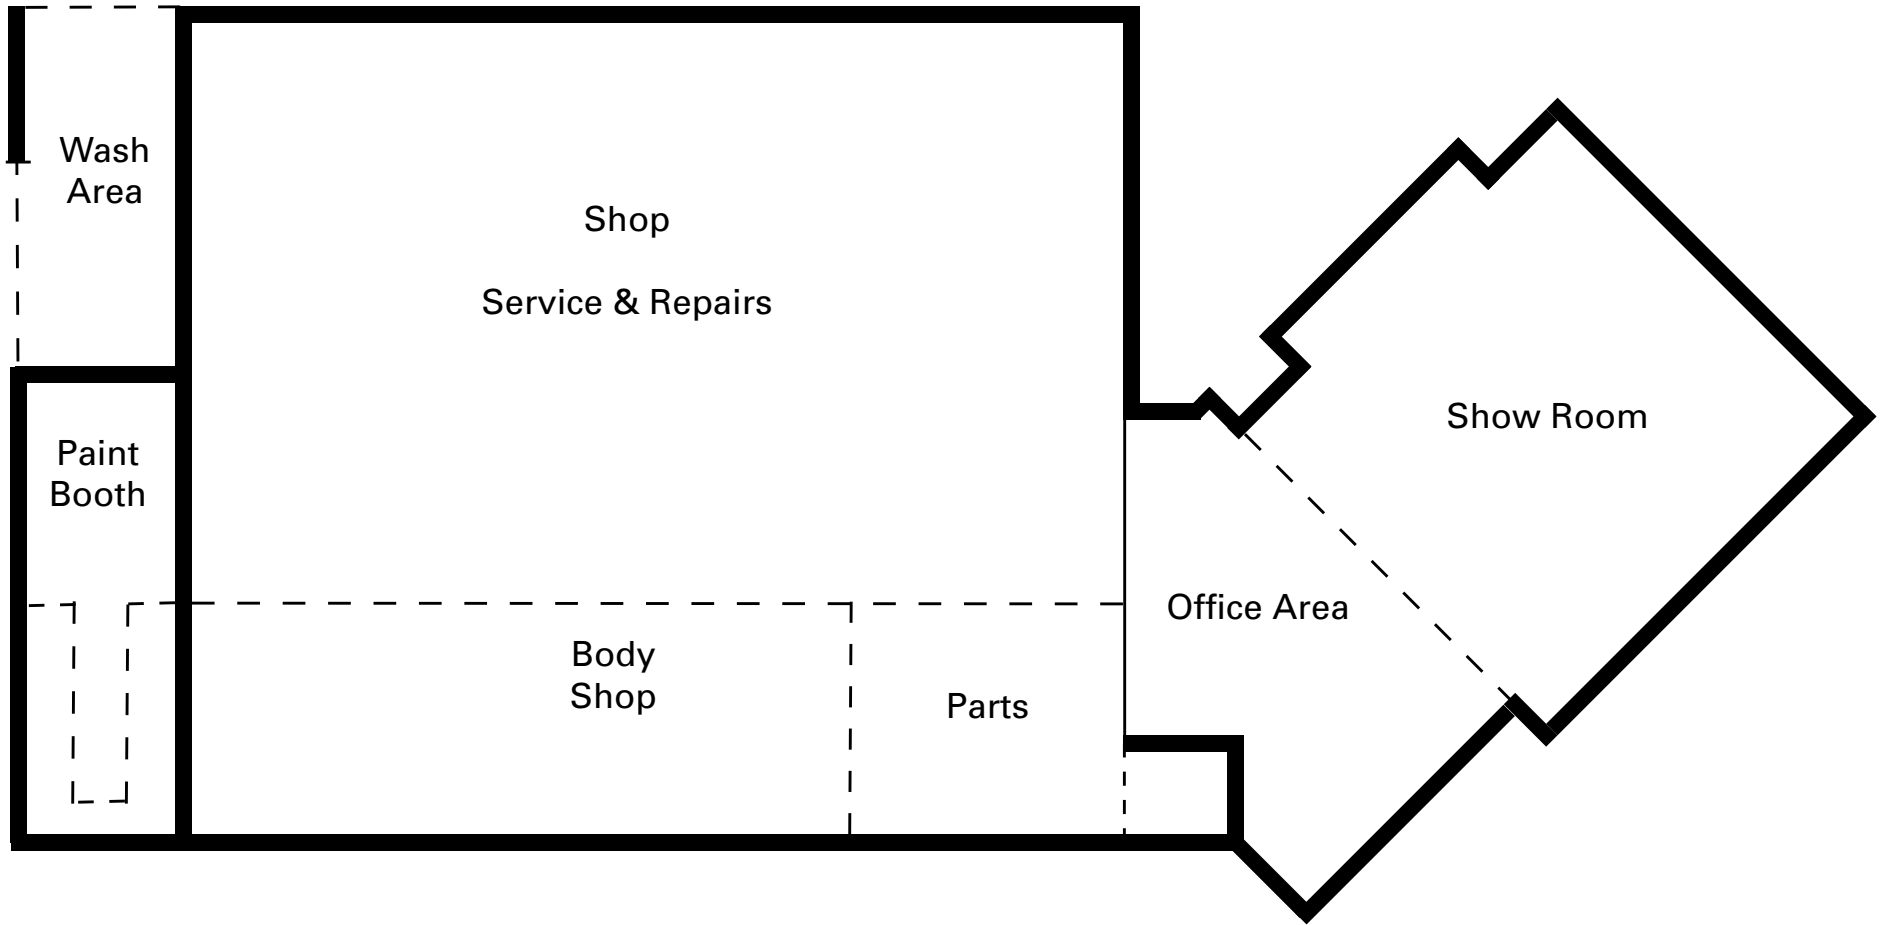 Wash
Area
Shop
Service & Repairs
Paint
Booth
Show Room
Office Area
Body
Shop
Parts